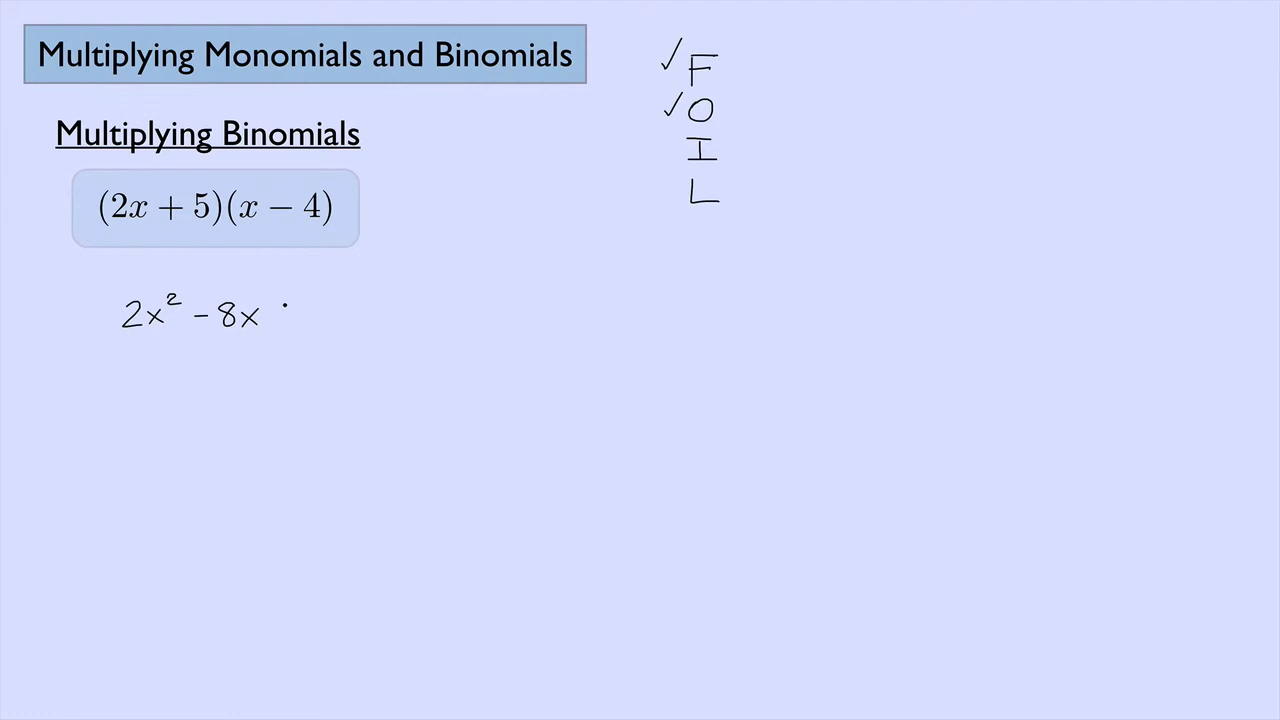 Multiplying Monomials and Binomials
Multiplying Binomials
(2x + 5)(x − 4)
2x² - 8x
✓ F
✓ O
I
L